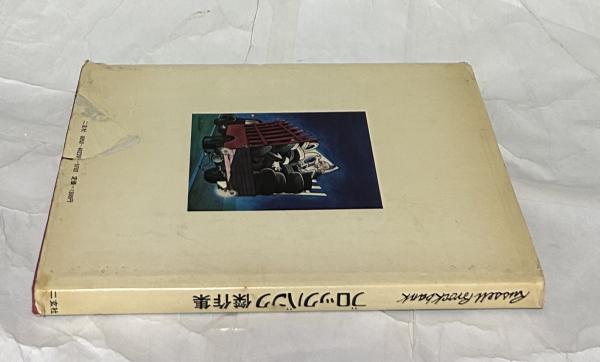 Russell Brockbank
ブロックバンク傑作集
二玄社